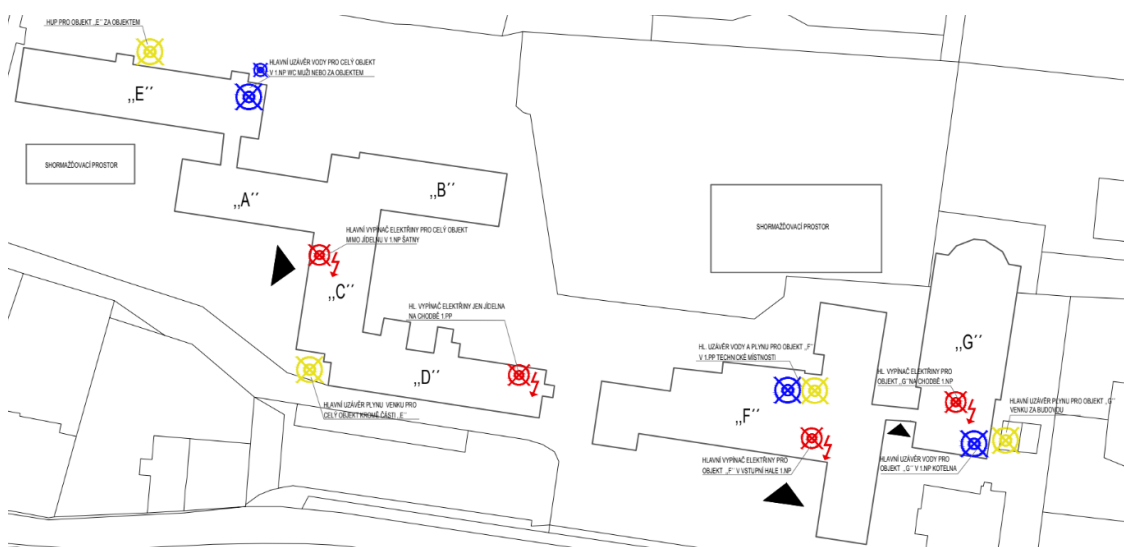 HUP PRO OBJEKT „E˝ ZA OBJEKTEM
HLAVNÍ UZÁVĚR VODY PRO CELÝ OBJEKT
V 1.NP WC MUŽI NEBO ZA OBJEKTEM
,,E´´
SHORMAŽĎOVACÍ PROSTOR
,,A´´
,,B´´
HLAVNÍ VYPÍNAČ ELEKTŘINY PRO CELÝ OBJEKT
MIMO JÍDELNU V 1.NP ŠATNY
,,C´´
HL. VYPÍNAČ ELEKTŘINY JEN JÍDELNA
NA CHODBĚ 1.PP
,,D´´
HLAVNÍ UZÁVĚR PLYNU VENKU PRO
CELÝ OBJEKT KROMĚ ČÁSTI „E˝
SHORMAŽĎOVACÍ PROSTOR
HL. UZÁVĚR VODY A PLYNU PRO OBJEKT „F˝
V 1.PP TECHNICKÉ MÍSTNOSTI
,,F´´
HLAVNÍ VYPÍNAČ ELEKTŘINY PRO
OBJEKT „F˝ V VSTUPNÍ HALE 1.NP
,,G´´
HL. VYPÍNAČ ELEKTŘINY PRO
OBJEKT „G˝NA CHODBĚ 1.NP
HLAVNÍ UZÁVĚR PLYNU PRO OBJEKT „G˝
VENKU ZA BUDOVOU
HLAVNÍ UZÁVĚR VODY PRO
OBJEKT „G˝ V 1.NP KOTELNA